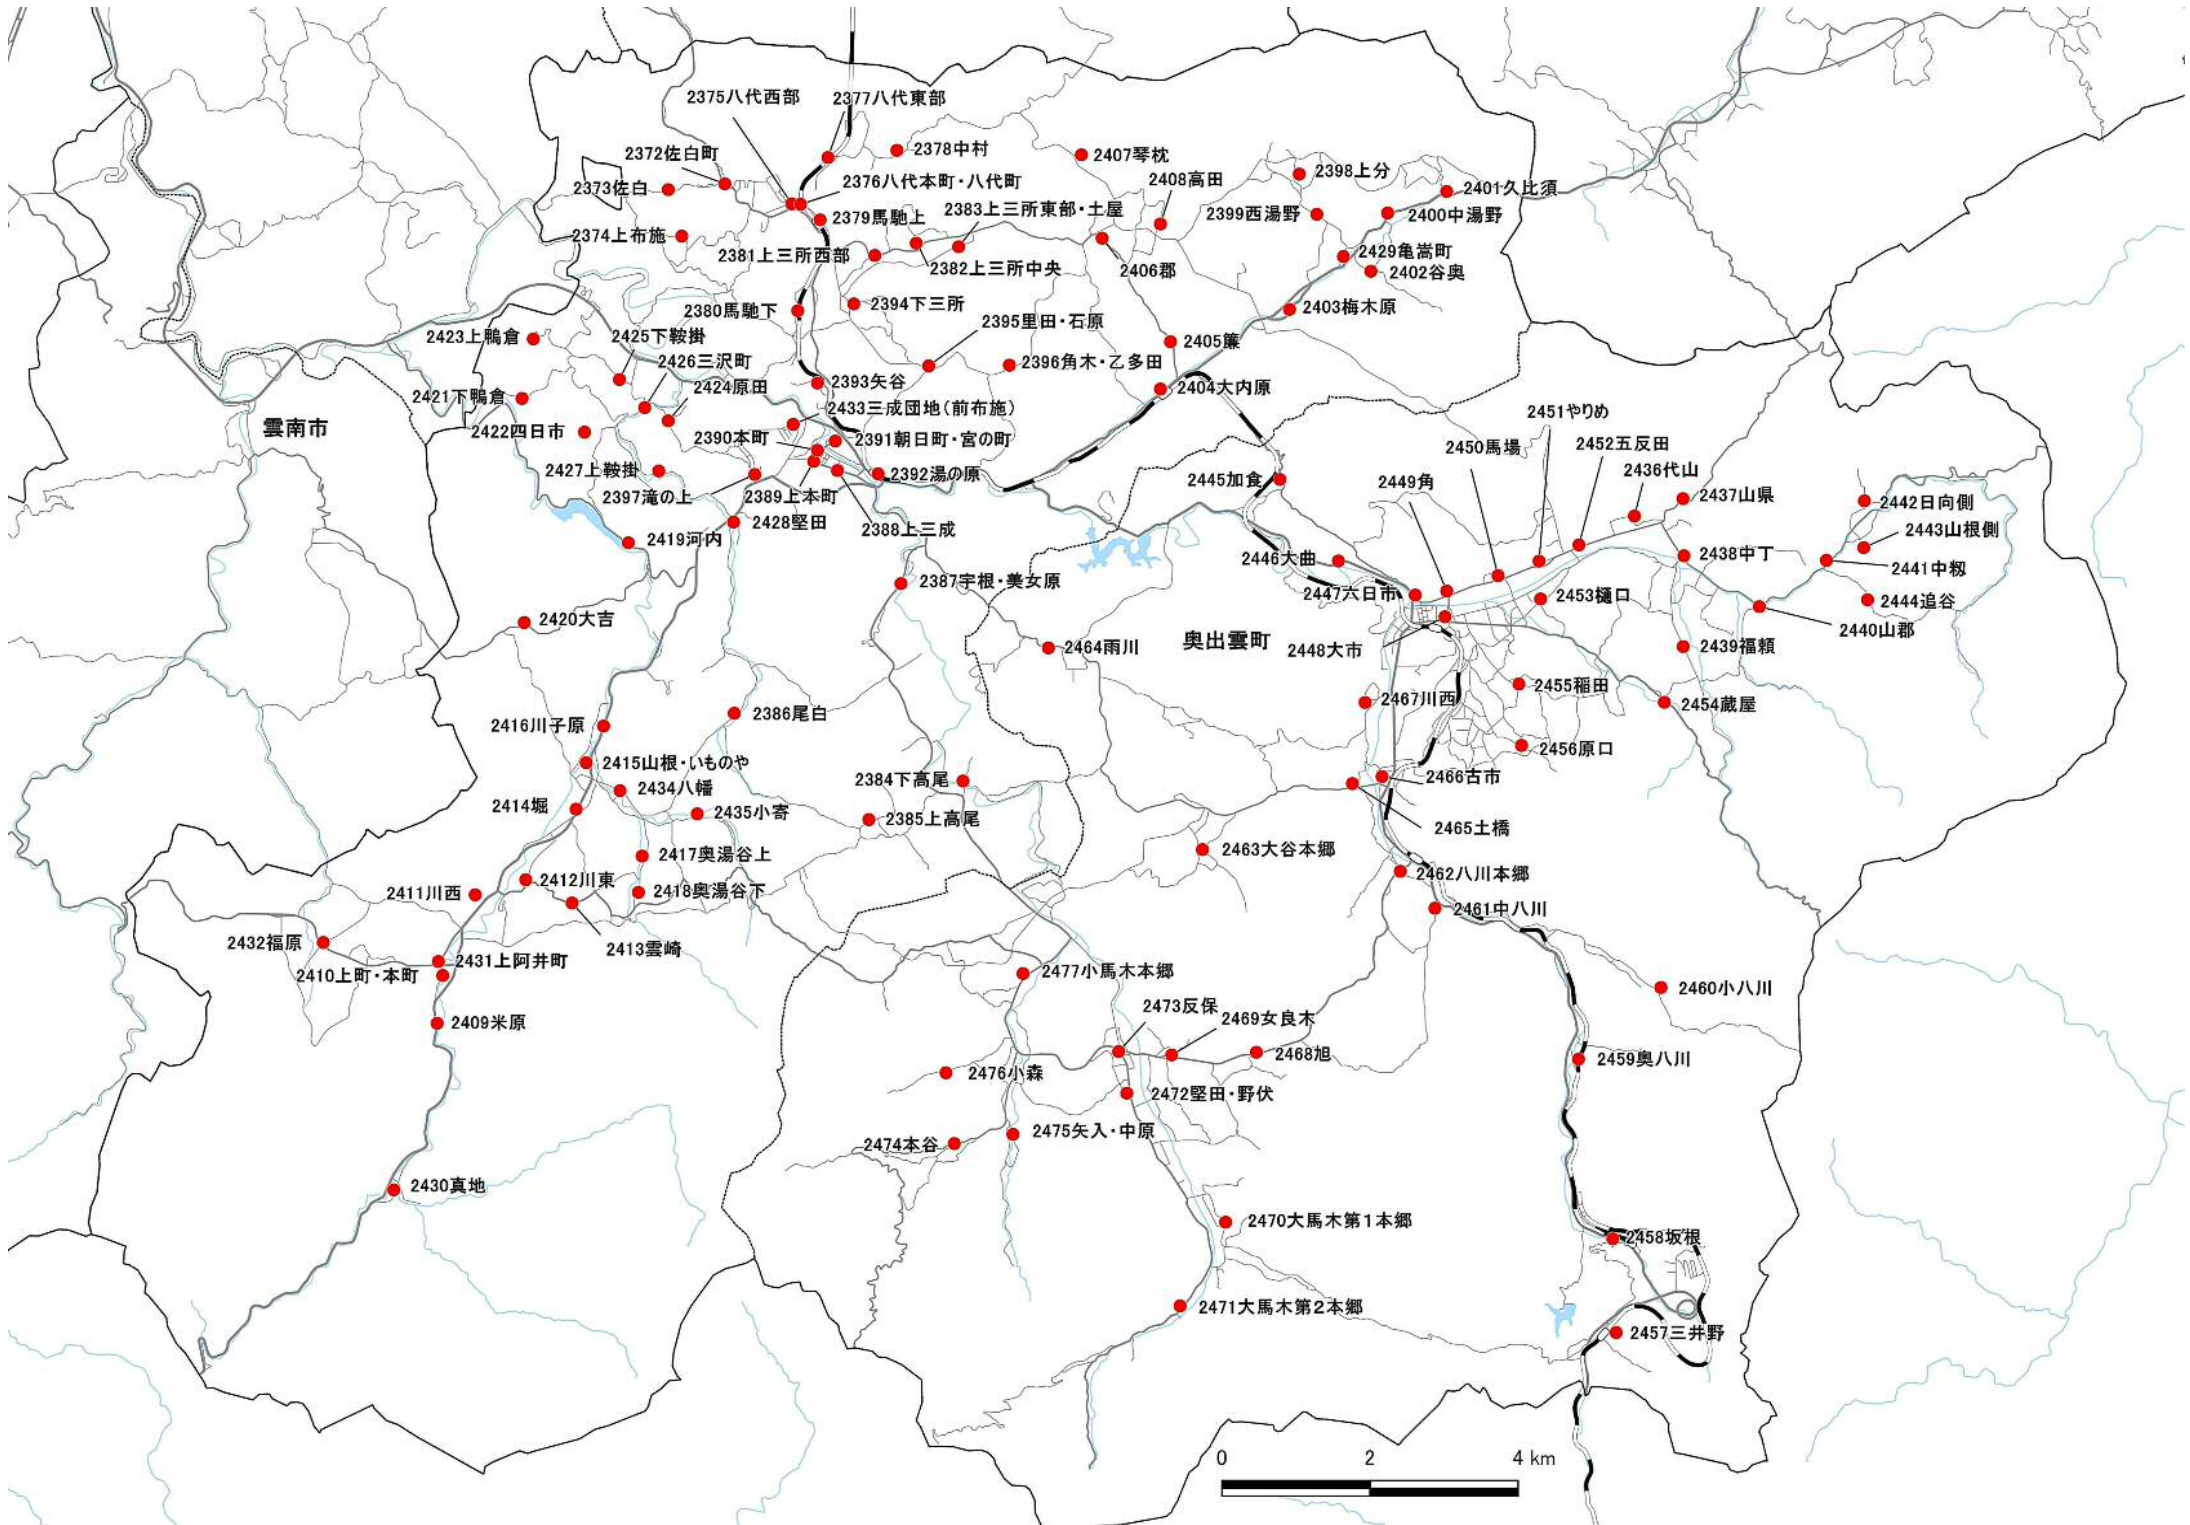 2375八代西部
2377八代東部
2372佐白町
2378中村
2407琴枕
2373佐白
2376八代本町・八代町
2408高田
2398上分
2401久比須
2379馬馳上
2383上三所東部・土屋
2399西湯野
2400中湯野
2374上布施
2381上三所西部
2382上三所中央
2406郡
2429亀嵩町
2402谷奥
2380馬馳下
2394下三所
2403梅木原
2423上鴨倉
2425下鞍掛
2395里田・石原
2405簾
2426三沢町
2396角木・乙多田
2424原田
2393矢谷
2404大内原
2421下鴨倉
2433三成団地(前布施)
2451やりめ
雲南市
2422四日市
2390本町
2391朝日町・宮の町
2450馬場
2452五反田
2427上鞍掛
2392湯の原
2445加食
2449角
2436代山
2437山県
2397滝の上
2389上本町
2442日向側
2428堅田
2388上三成
2443山根側
2419河内
2446大曲
2438中丁
2441中籾
2387宇根・美女原
2447六日市
2453樋口
2444追谷
2420大吉
2440山郡
2464雨川
奥出雲町
2448大市
2439福頼
2455稲田
2467川西
2454蔵屋
2416川子原
2386尾白
2456原口
2415山根・いものや
2384下高尾
2466古市
2434八幡
2414堀
2435小寄
2385上高尾
2465土橋
2417奥湯谷上
2463大谷本郷
2411川西
2412川東
2418奥湯谷下
2462八川本郷
2461中八川
2432福原
2413雲崎
2431上阿井町
2410上町・本町
2477小馬木本郷
2460小八川
2409米原
2473反保
2469女良木
2468旭
2459奥八川
2476小森
2472堅田・野伏
2474本谷
2475矢入・中原
2430真地
2470大馬木第1本郷
2458坂根
2471大馬木第2本郷
2457三井野
0 2 4 km